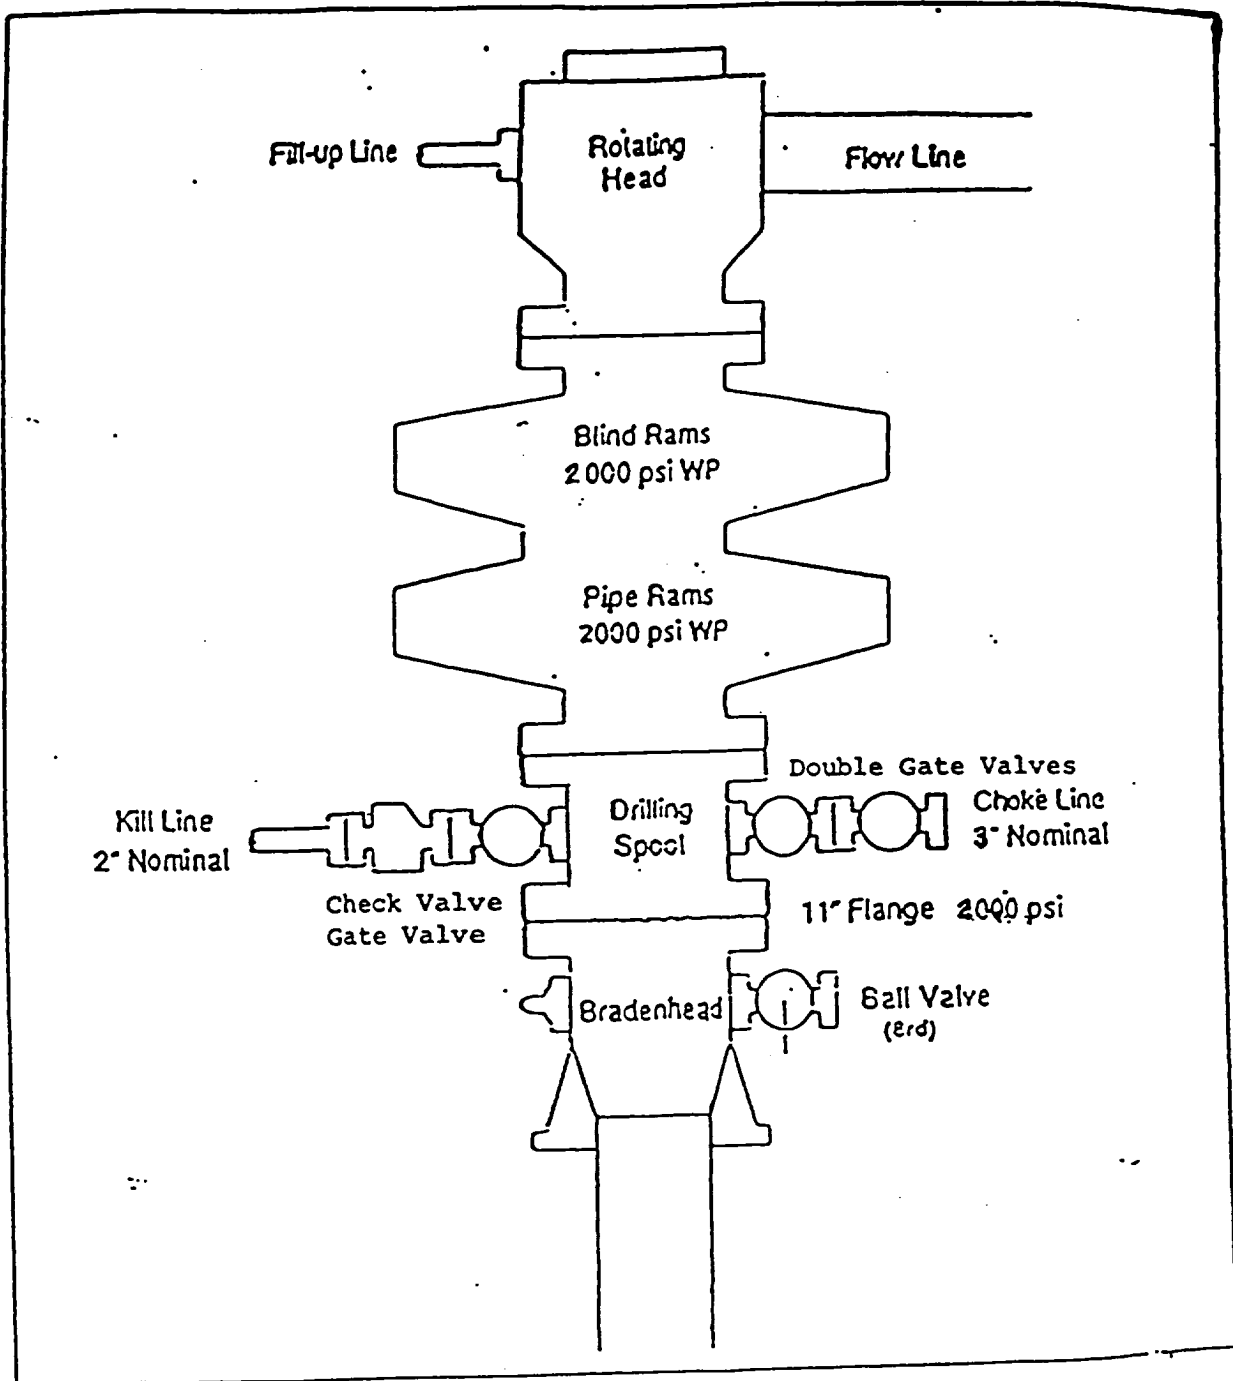 Fill-up Line
Rotating
Head
Flow Line
Blind Rams
2000 psi WP
Pipe Rams
2000 psi WP
Double Gate Valves
Kill Line
2" Nominal
Drilling
Spool
Choke Line
3" Nominal
Check Valve
Gate Valve
11" Flange 2000 psi
Bradenhead
Ball Valve